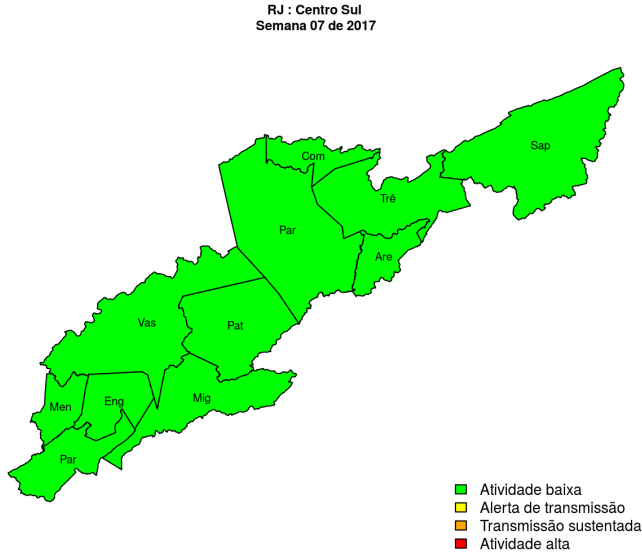 RJ : Centro Sul
Semana 07 de 2017
Sap
Com
Trê
Par
Are
Vas
Pat
Mig
Men
Eng
Par
Atividade baixa
Alerta de transmissão
Transmissão sustentada
Atividade alta